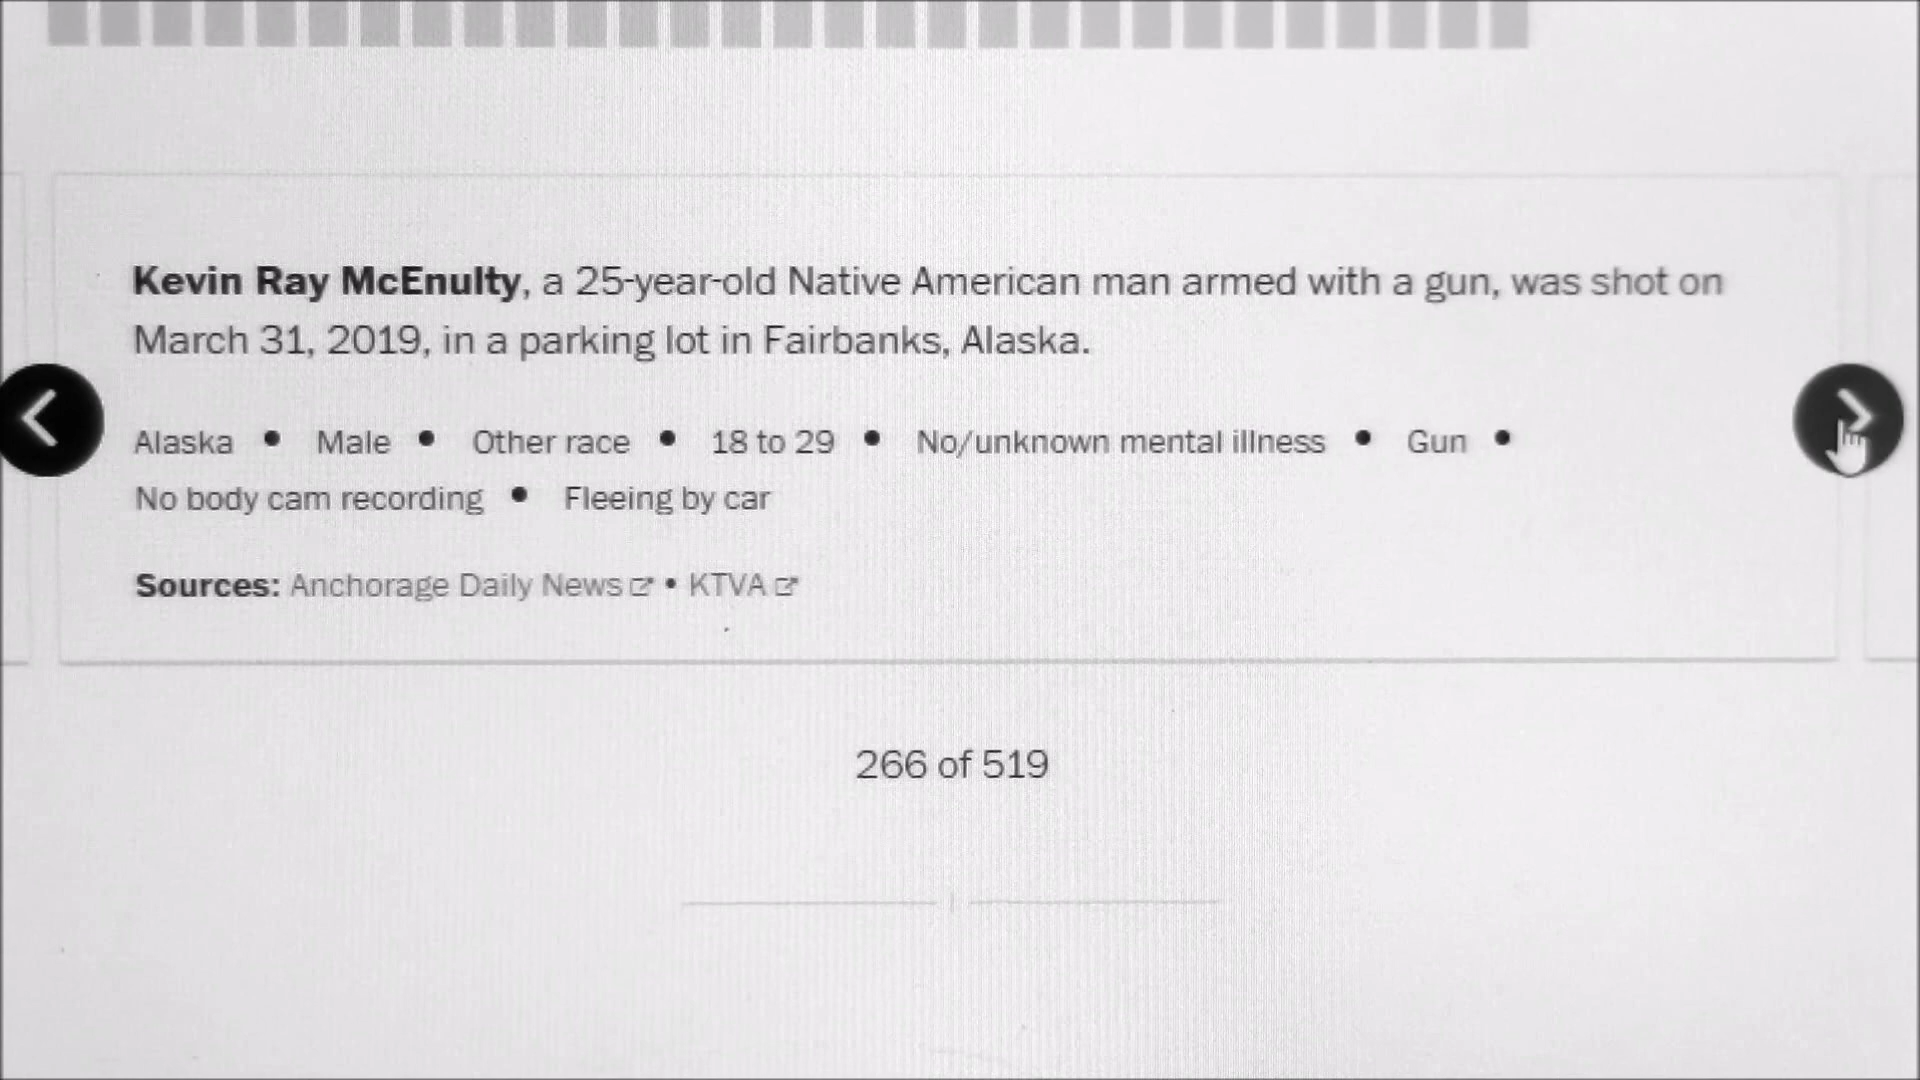 Kevin Ray McEnulty, a 25-year-old Native American man armed with a gun, was shot on
March 31, 2019, in a parking lot in Fairbanks, Alaska.
Alaska • Male • Other race • 18 to 29 • No/unknown mental illness • Gun •
No body cam recording • Fleeing by car
Sources: Anchorage Daily News • KTVA
266 of 519